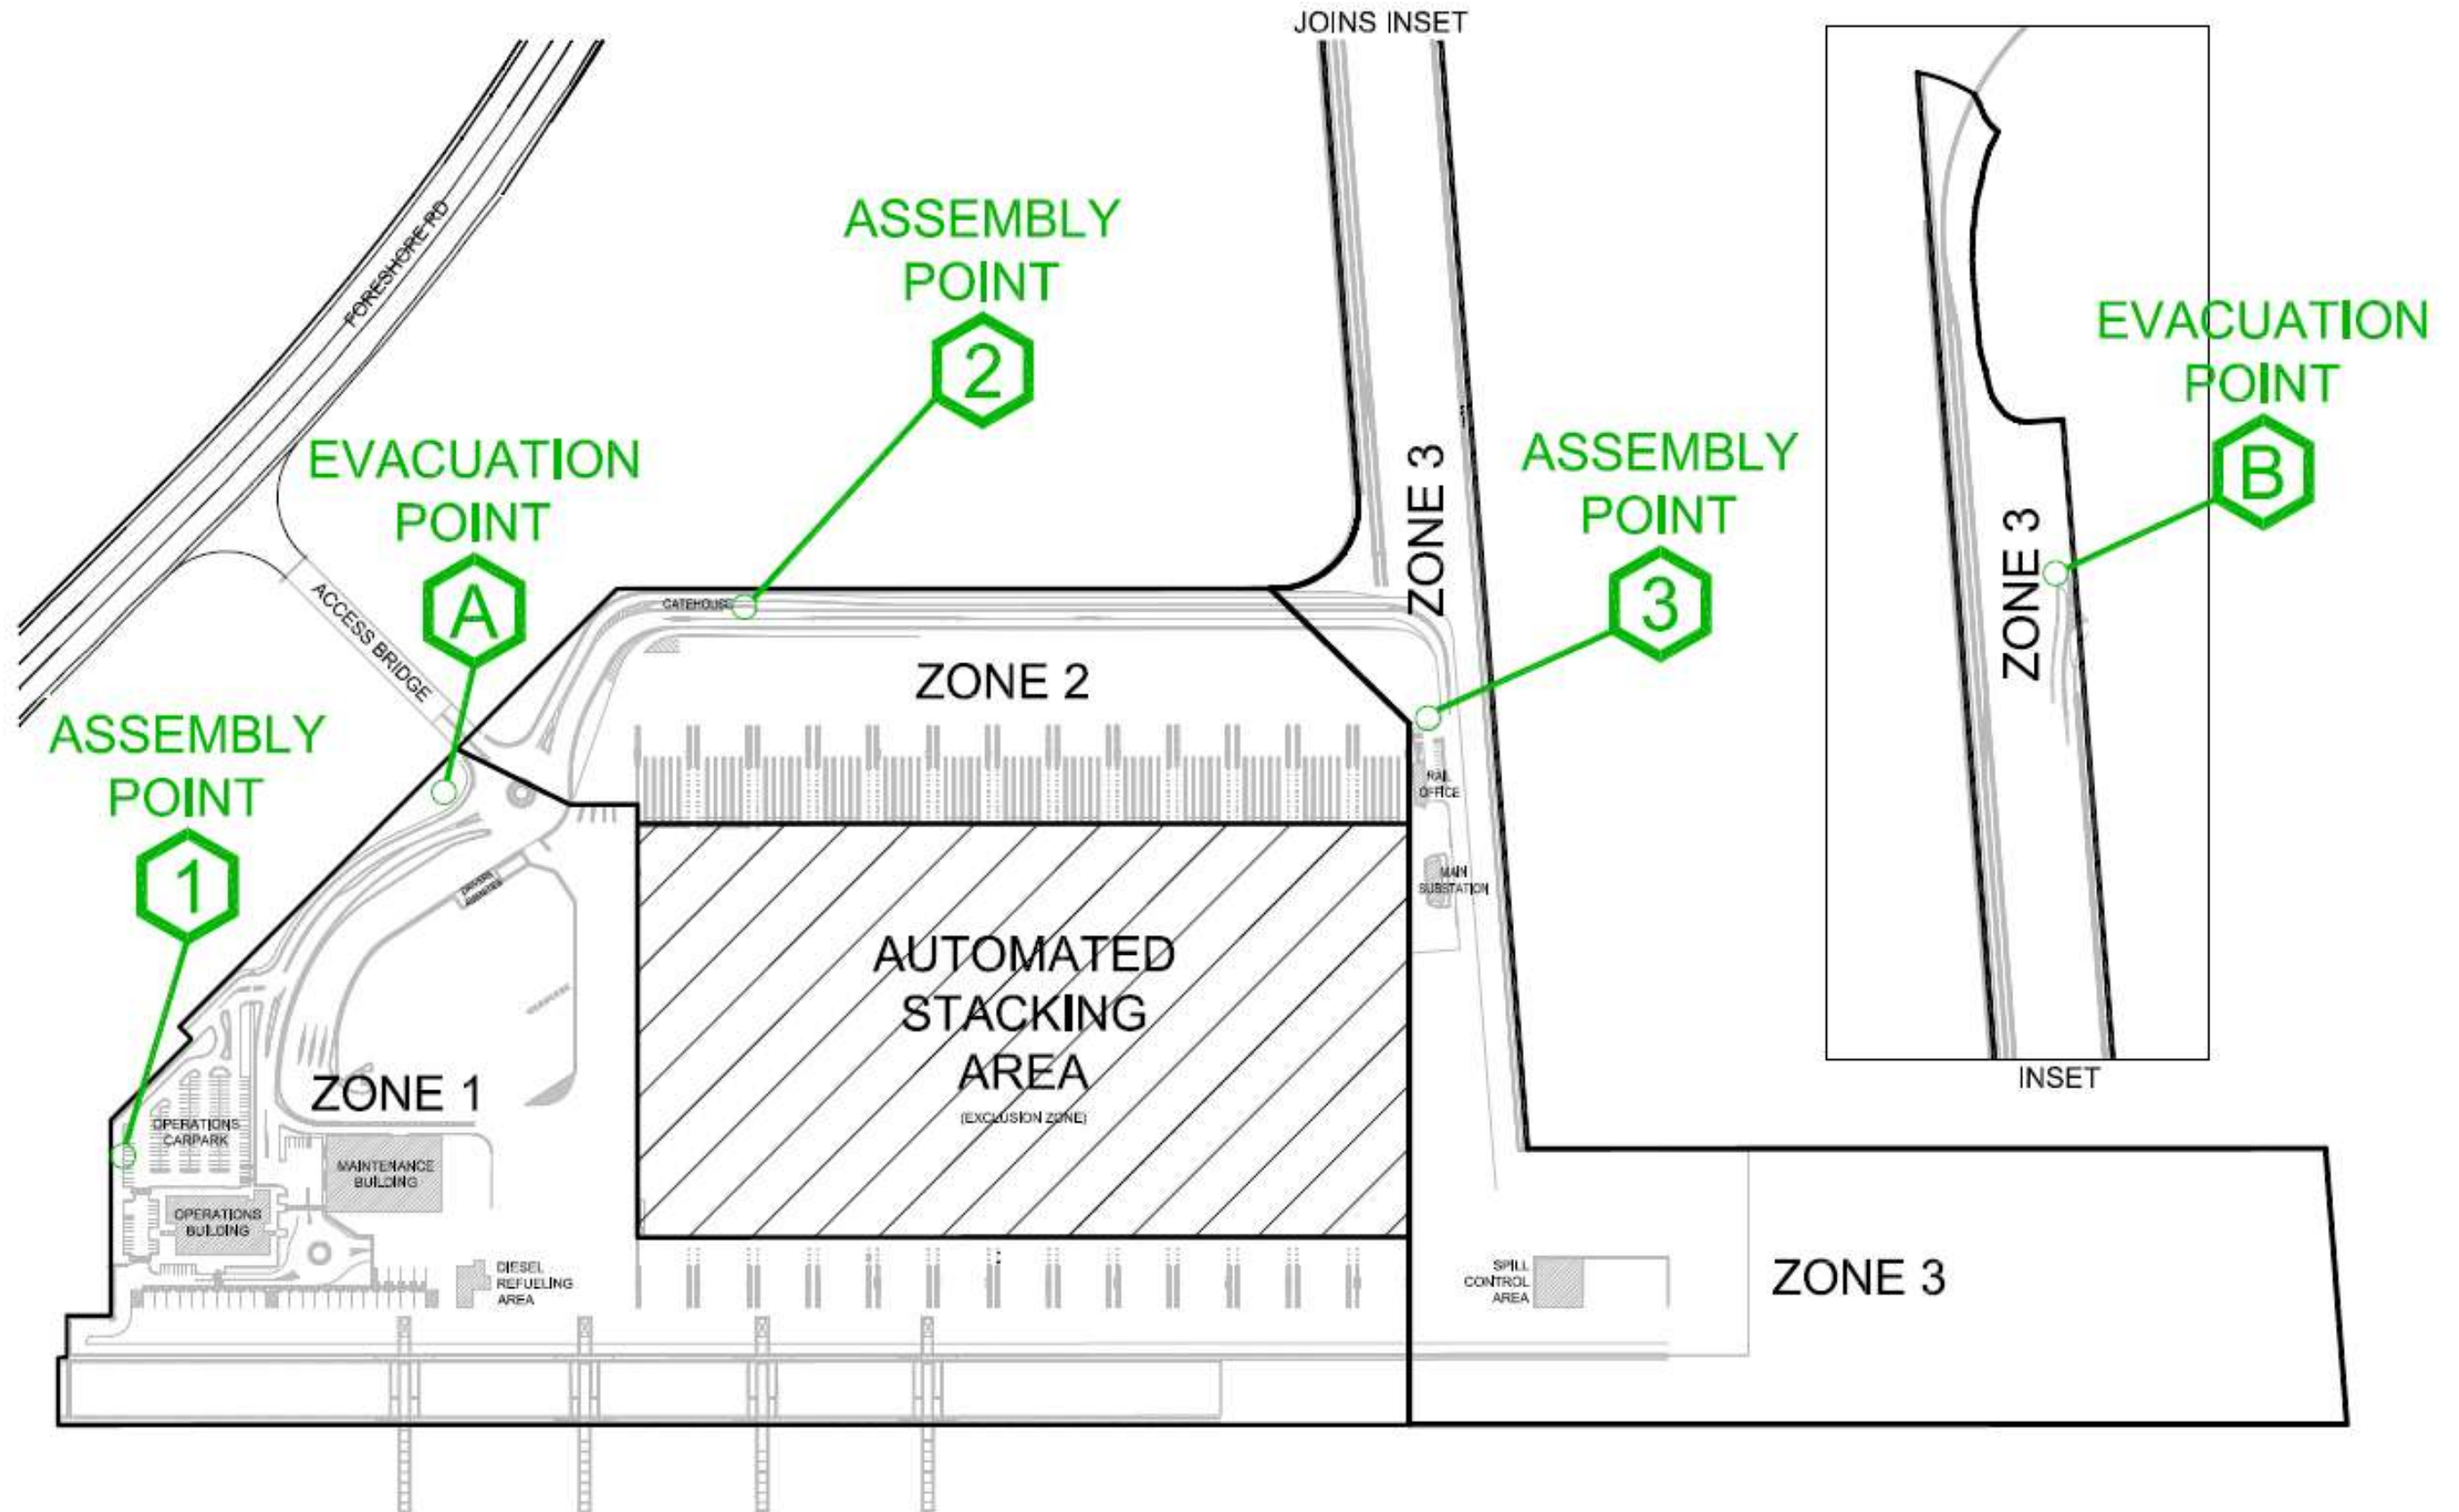 JOINS INSET
FORESHORE RD
ASSEMBLY
POINT
2
EVACUATION
POINT
B
EVACUATION
POINT
A
ASSEMBLY
POINT
3
ZONE 3
ZONE 3
ACCESS BRIDGE
GATEHOUSE
ZONE 2
ASSEMBLY
POINT
1
RAIL
OFFICE
MAIN
SUBSTATION
AUTOMATED
STACKING
AREA
(EXCLUSION ZONE)
INSET
ZONE 1
OPERATIONS
CARPARK
MAINTENANCE
BUILDING
OPERATIONS
BUILDING
DIESEL
REFUELING
AREA
SPILL
CONTROL
AREA
ZONE 3